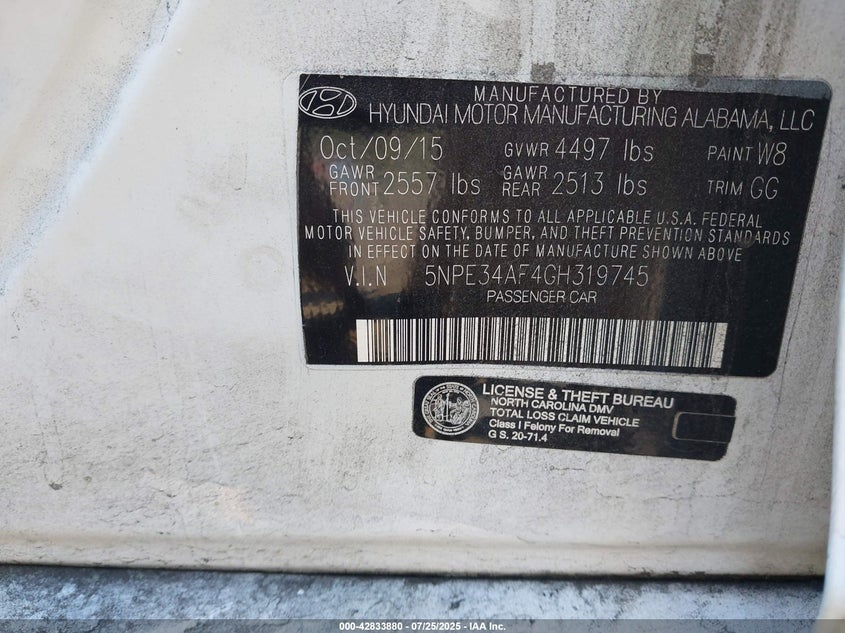 MANUFACTURED BY
HYUNDAI MOTOR MANUFACTURING ALABAMA, LLC
Oct/09/15 GVWR 4497 lbs PAINT W8
GAWR FRONT 2557 lbs GAWR REAR 2513 lbs TRIM GG
THIS VEHICLE CONFORMS TO ALL APPLICABLE U.S.A. FEDERAL
MOTOR VEHICLE SAFETY, BUMPER, AND THEFT PREVENTION STANDARDS
IN EFFECT ON THE DATE OF MANUFACTURE SHOWN ABOVE
V.I.N 5NPE34AF4GH319745
PASSENGER CAR
LICENSE & THEFT BUREAU
NORTH CAROLINA DMV
TOTAL LOSS CLAIM VEHICLE
Class I Felony For Removal
G S. 20-71.4
000-42833880 - 07/25/2025 - IAA Inc.